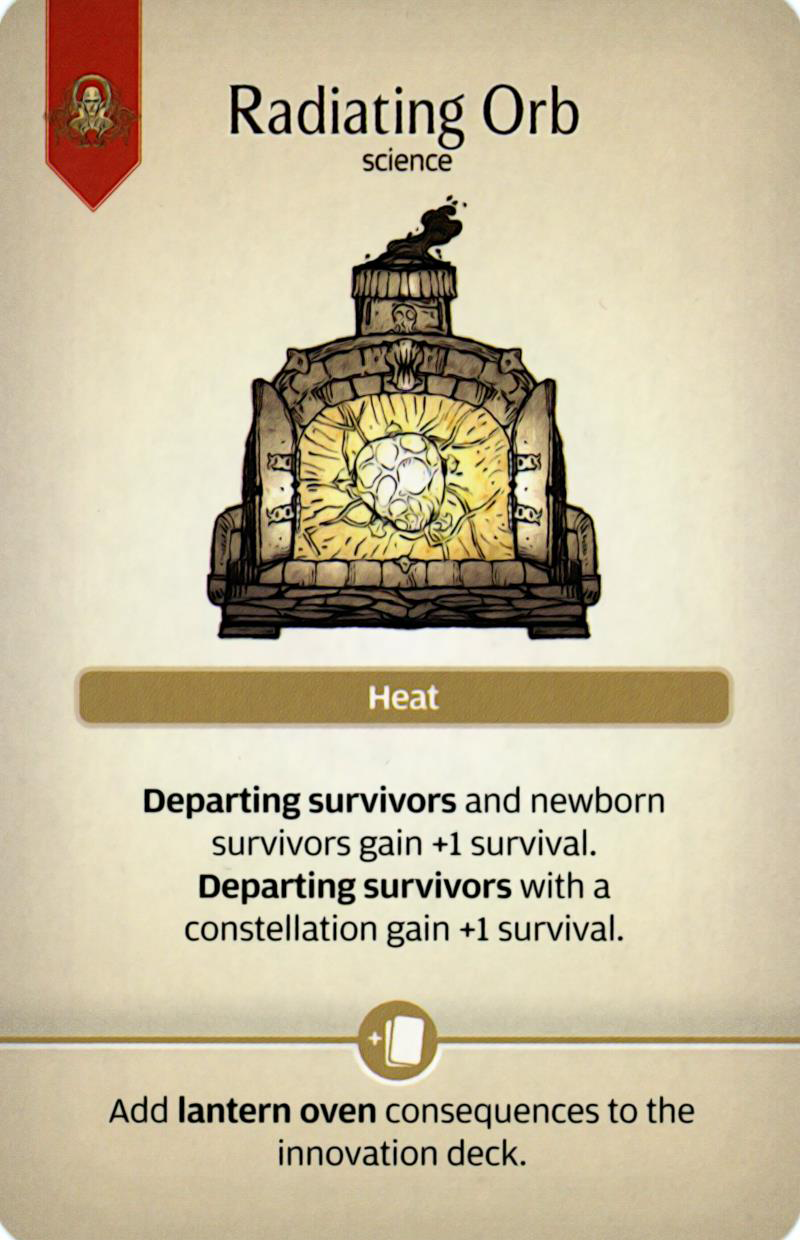 Radiating Orb
science
Heat
Departing survivors and newborn
survivors gain +1 survival.
Departing survivors with a
constellation gain +1 survival.
+
Add lantern oven consequences to the
innovation deck.